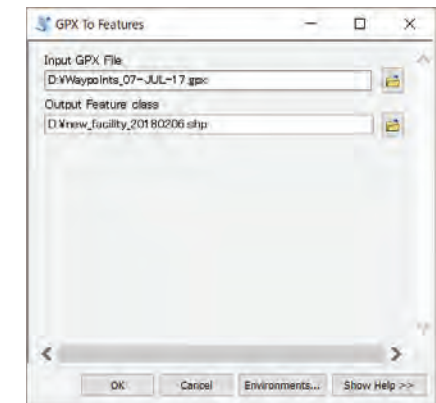 GPX To Features
Input GPX File
D:¥Waypoints_07-JUL-17.gpx
Output Feature class
D:¥new_facility_20180206.shp
OK Cancel Environments... Show Help >>